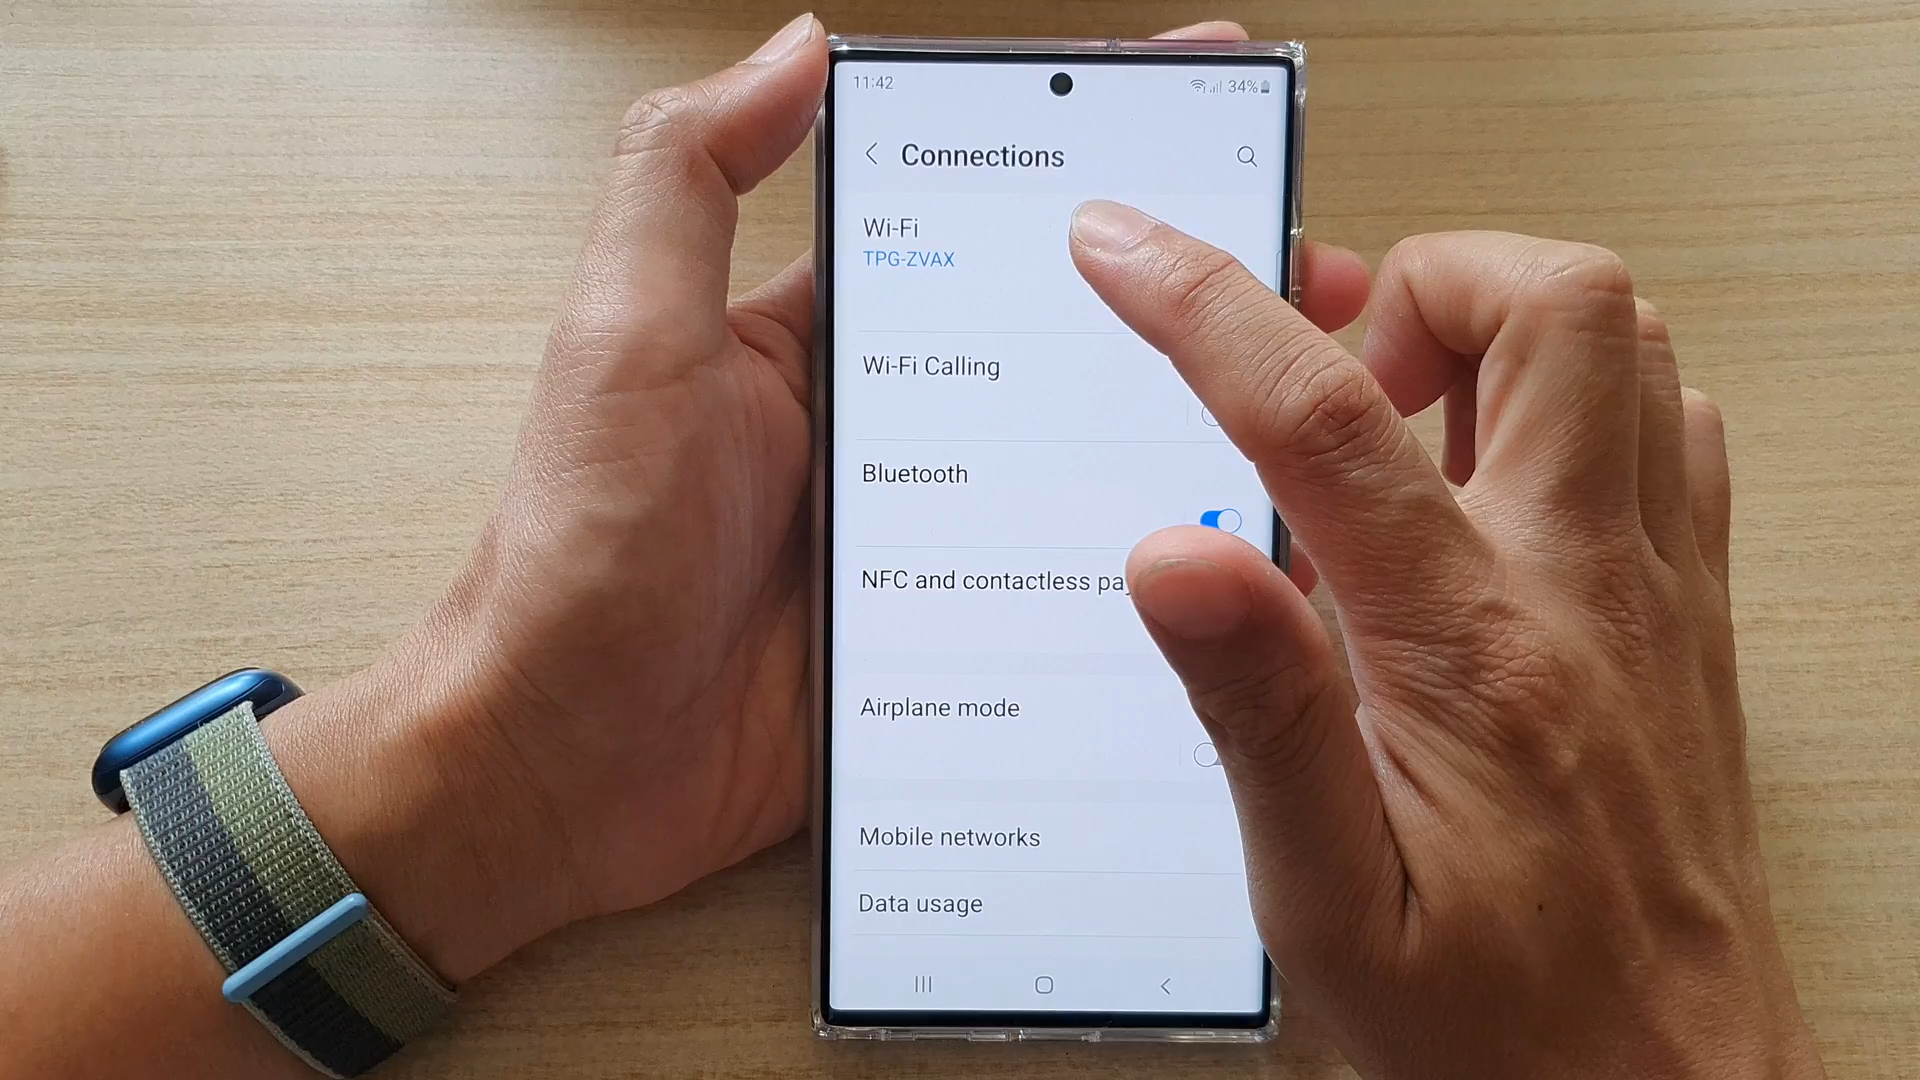 11:42
34%
Connections
Wi-Fi
TPG-ZVAX
Wi-Fi Calling
Bluetooth
NFC and contactless
Airplane mode
Mobile networks
Data usage